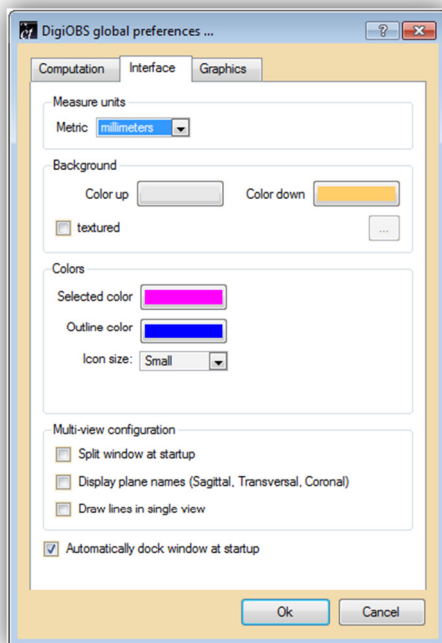 DigiOBS global preferences ...
Computation Interface Graphics
Measure units
Metric millimeters
Background
Color up Color down
textured ...
Colors
Selected color
Outline color
Icon size: Small
Multi-view configuration
Split window at startup
Display plane names (Sagittal, Transversal, Coronal)
Draw lines in single view
Automatically dock window at startup
Ok Cancel